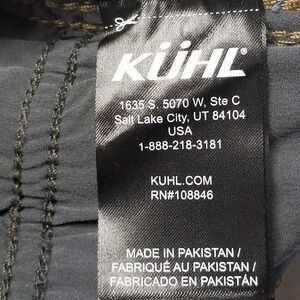 KÜHL
1635 S. 5070 W, Ste C
Salt Lake City, UT 84104
USA
1-888-218-3181
KUHL.COM
RN#108846
MADE IN PAKISTAN /
FABRIQUÉ AU PAKISTAN /
FABRICADO EN PAKISTÁN